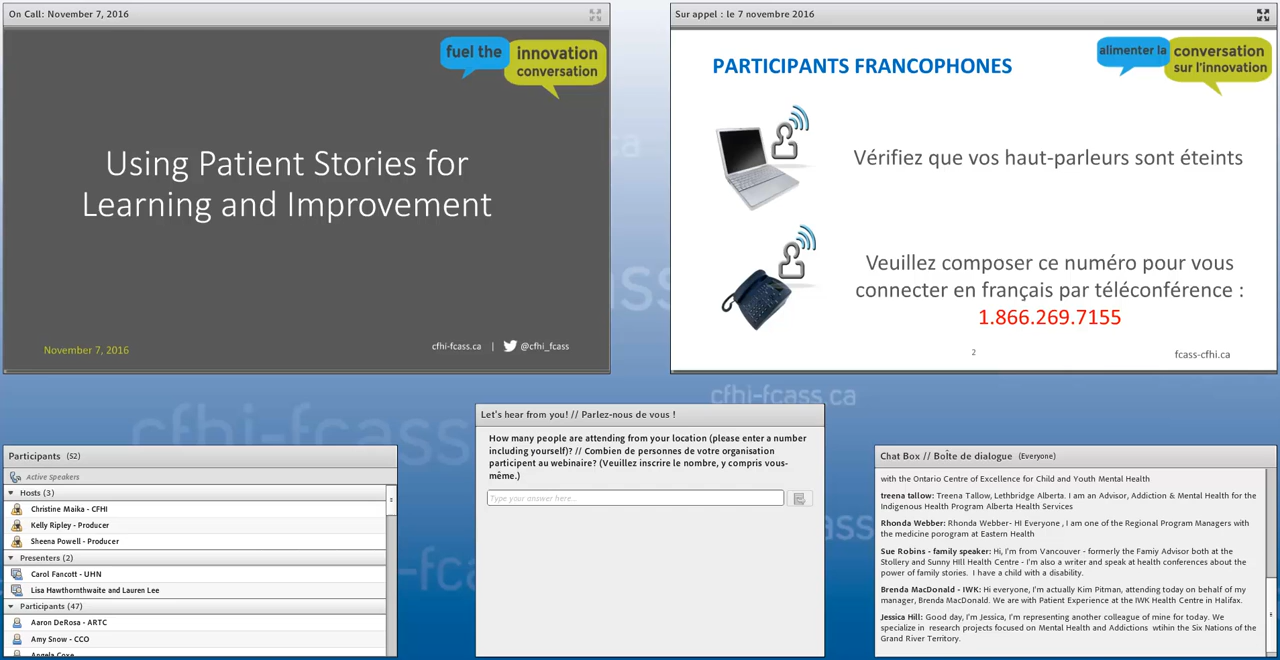 On Call: November 7, 2016
fuel the
innovation
conversation
Using Patient Stories for
Learning and Improvement
November 7, 2016
cfhi-fcass.ca | @cfhi_fcass
Sur appel : le 7 novembre 2016
alimenter la
conversation
sur l'innovation
PARTICIPANTS FRANCOPHONES
Vérifiez que vos haut-parleurs sont éteints
Veuillez composer ce numéro pour vous
connecter en français par téléconférence :
1.866.269.7155
2
fcass-cfhi.ca
cfhi-fcass.ca
cfhi-fcass
Participants (52)
Active Speakers
Hosts (3)
Christine Maika - CFHI
Kelly Ripley - Producer
Sheena Powell - Producer
Presenters (2)
Carol Fancott - UHN
Lisa Hawthornthwaite and Lauren Lee
Participants (47)
Aaron DeRosa - ARTC
Amy Snow - CCO
Angela Coxe
Let's hear from you! // Parlez-nous de vous !
How many people are attending from your location (please enter a number
including yourself)? // Combien de personnes de votre organisation
participent au webinaire? (Veuillez inscrire le nombre, y compris vous-
même.)
Type your answer here...
Chat Box // Boîte de dialogue (Everyone)
with the Ontario Centre of Excellence for Child and Youth Mental Health
treena tallow: Treena Tallow, Lethbridge Alberta. I am an Advisor, Addiction & Mental Health for the
Indigenous Health Program Alberta Health Services
Rhonda Webber: Rhonda Webber- HI Everyone , I am one of the Regional Program Managers with
the medicine porogram at Eastern Health
Sue Robins - family speaker: Hi, I'm from Vancouver - formerly the Famiy Advisor both at the
Stollery and Sunny HIll Health Centre - I'm also a writer and speak at health conferences about the
power of family stories. I have a child with a disability.
Brenda MacDonald - IWK: Hi everyone, I'm actually Kim Pitman, attending today on behalf of my
manager, Brenda MacDonald. We are with Patient Experience at the IWK Health Centre in Halifax.
Jessica Hill: Good day, I'm Jessica, I'm representing another colleague of mine for today. We
specialize in research projects focused on Mental Health and Addictions wtihin the Six Nations of the
Grand River Territory.